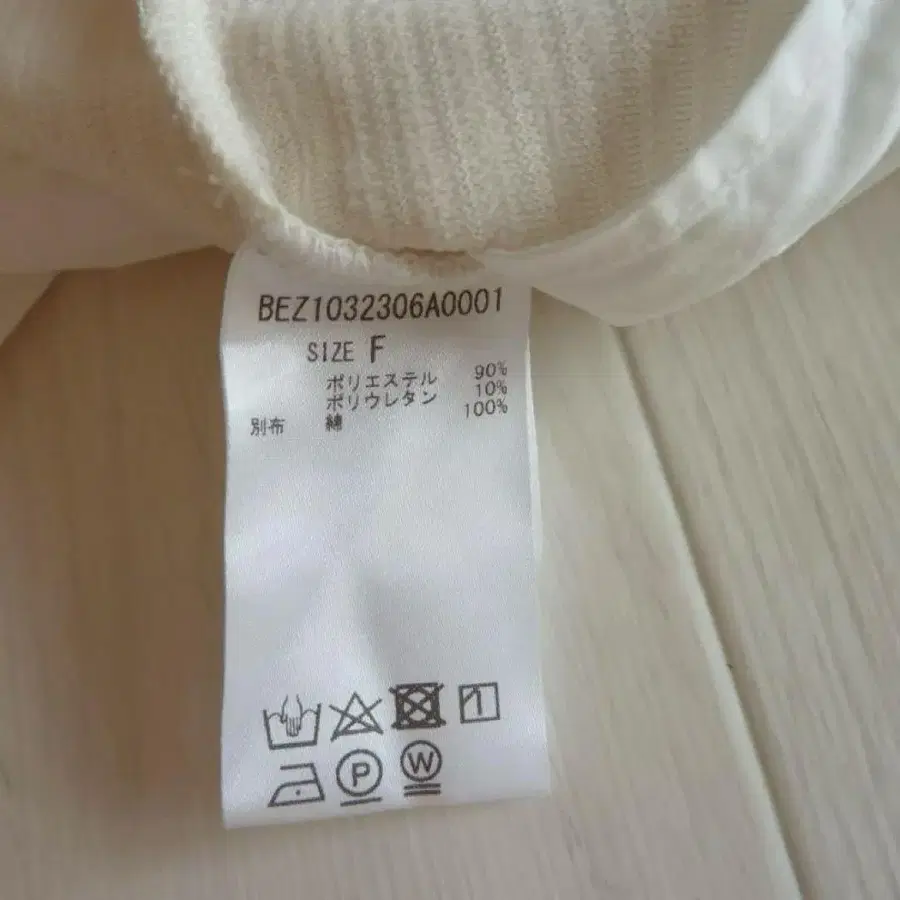 BEZ1032306A0001
SIZE F
ポリエステル 90%
ポリウレタン 10%
別布 綿 100%
P W